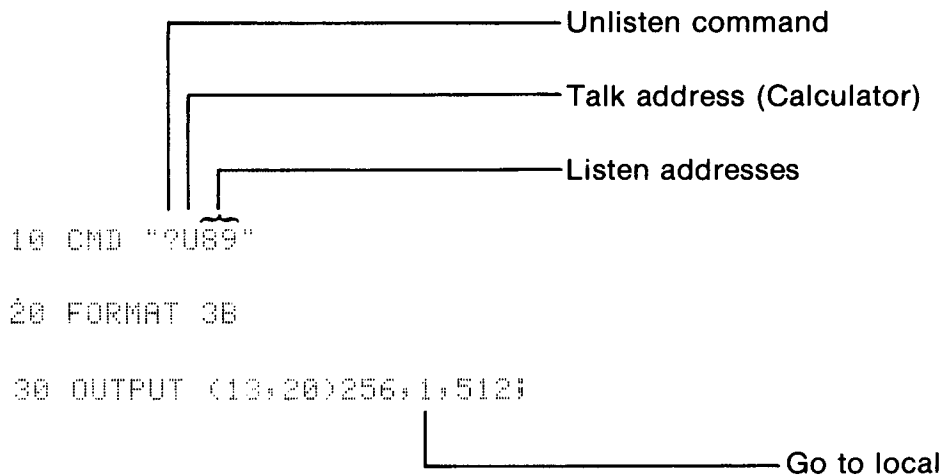 Unlisten command
Talk address (Calculator)
Listen addresses
10 CMD "?U89"
20 FORMAT 3B
30 OUTPUT (13,20)256,1,512;
Go to local